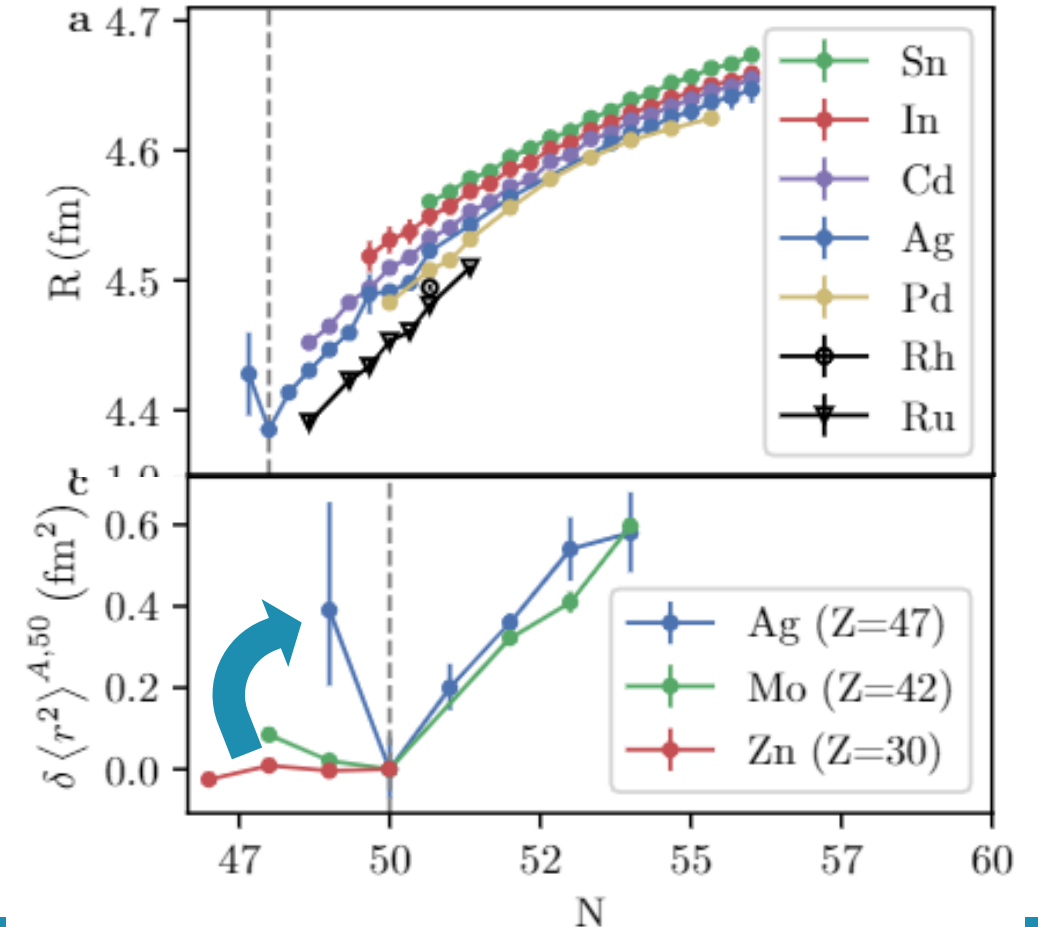 a
4.7
4.6
4.5
4.4
R (fm)
Sn
In
Cd
Ag
Pd
Rh
Ru
c
0.6
0.4
0.2
0.0
δ ⟨r²⟩^{A,50} (fm²)
Ag (Z=47)
Mo (Z=42)
Zn (Z=30)
47 50 52 55 57 60
N